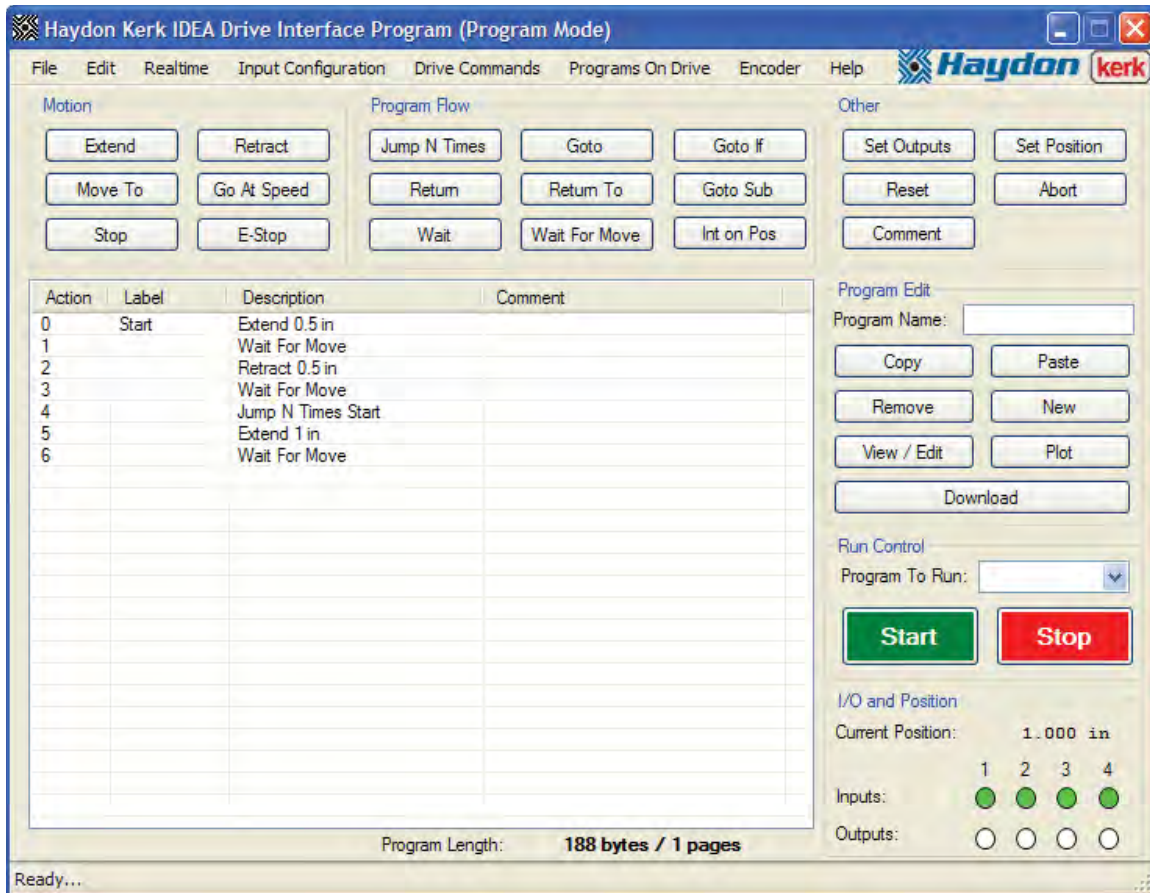 Haydon Kerk IDEA Drive Interface Program (Program Mode)
File Edit Realtime Input Configuration Drive Commands Programs On Drive Encoder Help Haydon kerk
Motion Program Flow Other
Extend Retract Jump N Times Goto Goto If Set Outputs Set Position
Move To Go At Speed Return Return To Goto Sub Reset Abort
Stop E-Stop Wait Wait For Move Int on Pos Comment
Action Label Description Comment
0 Start Extend 0.5 in
1 Wait For Move
2 Retract 0.5 in
3 Wait For Move
4 Jump N Times Start
5 Extend 1 in
6 Wait For Move
Program Length: 188 bytes / 1 pages
Program Edit
Program Name:
Copy Paste
Remove New
View / Edit Plot
Download
Run Control
Program To Run:
Start Stop
I/O and Position
Current Position: 1.000 in
1 2 3 4
Inputs:
Outputs:
Ready...